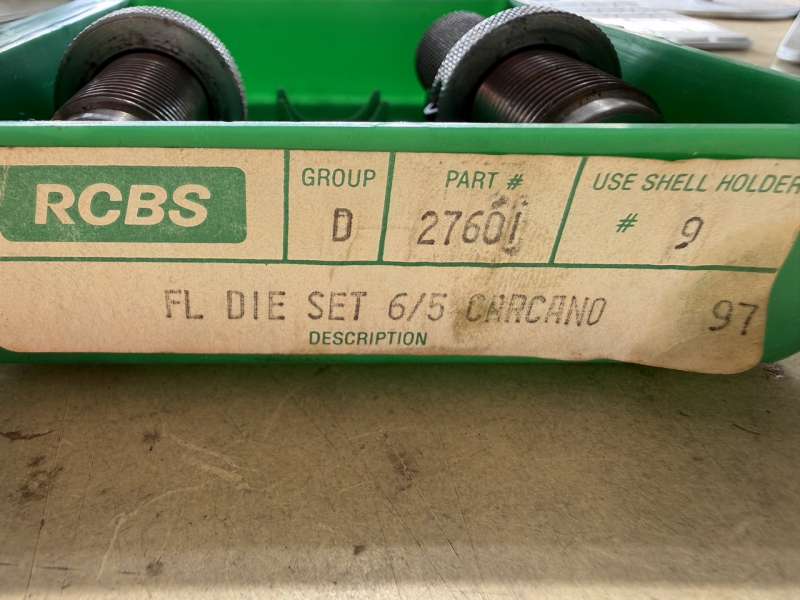 RCBS
GROUP
D
PART #
27601
USE SHELL HOLDER
# 9
FL DIE SET 6/5 CARCANO 97
DESCRIPTION